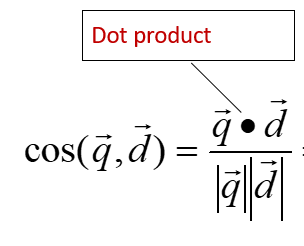 Dot product
cos(q⃗, d⃗) = q⃗ • d⃗ / |q⃗||d⃗| =